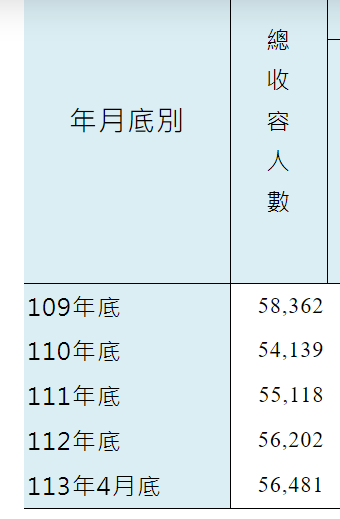 年月底別
總收容人數
109年底 58,362
110年底 54,139
111年底 55,118
112年底 56,202
113年4月底 56,481